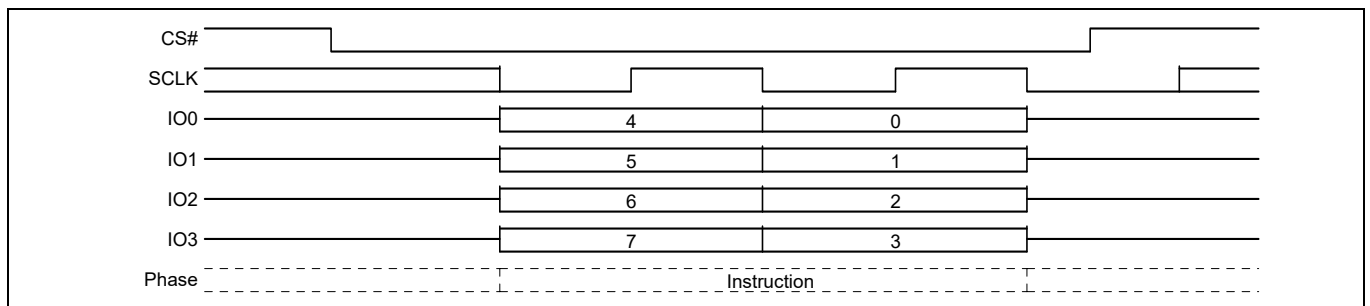 CS#
SCLK
IO0 4 0
IO1 5 1
IO2 6 2
IO3 7 3
Phase Instruction